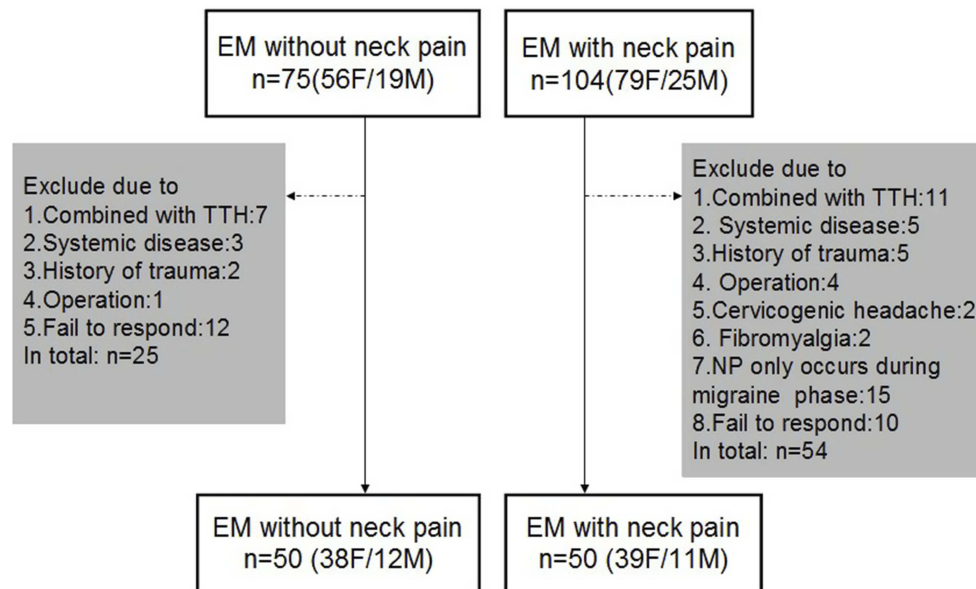 EM without neck pain
n=75(56F/19M)
EM with neck pain
n=104(79F/25M)
Exclude due to
1.Combined with TTH:7
2.Systemic disease:3
3.History of trauma:2
4.Operation:1
5.Fail to respond:12
In total: n=25
Exclude due to
1.Combined with TTH:11
2. Systemic disease:5
3.History of trauma:5
4. Operation:4
5.Cervicogenic headache:2
6. Fibromyalgia:2
7.NP only occurs during
migraine phase:15
8.Fail to respond:10
In total: n=54
EM without neck pain
n=50 (38F/12M)
EM with neck pain
n=50 (39F/11M)